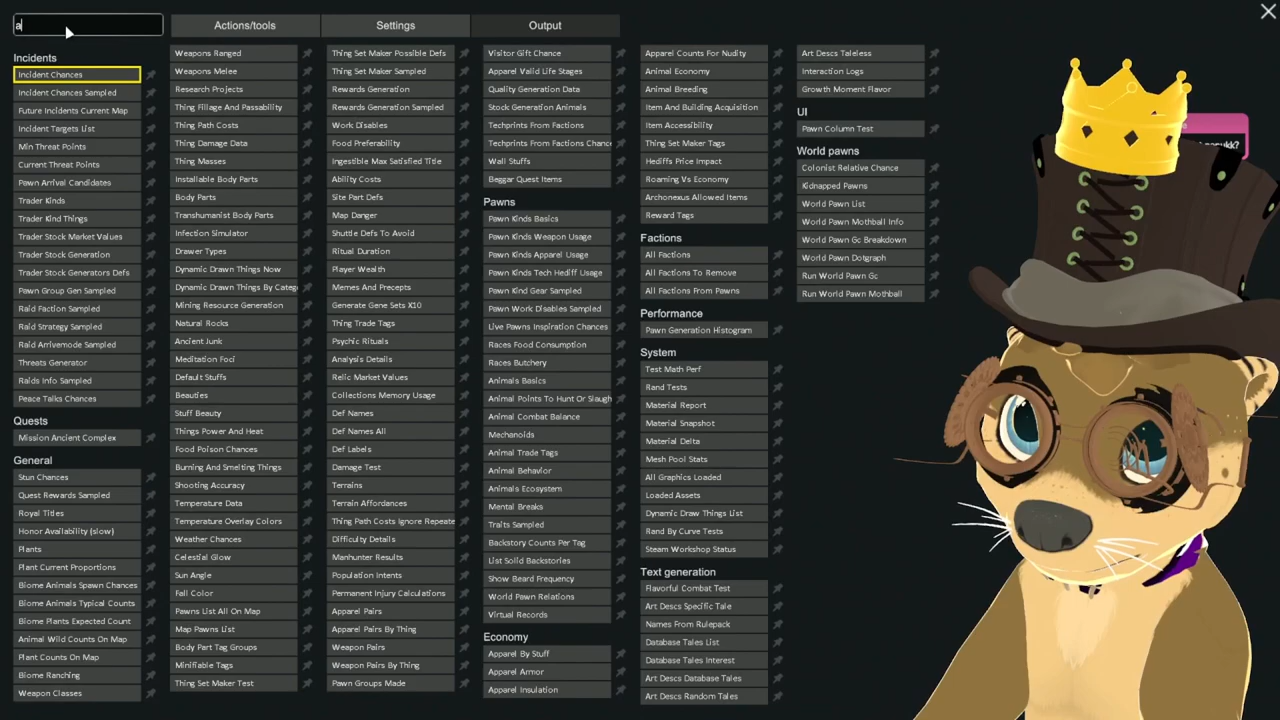 a
Actions/tools
Settings
Output
Incidents
Incident Chances
Incident Chances Sampled
Future Incidents Current Map
Incident Targets List
Min Threat Points
Current Threat Points
Pawn Arrival Candidates
Trader Kinds
Trader Kind Things
Trader Stock Market Values
Trader Stock Generation
Trader Stock Generators Defs
Pawn Group Gen Sampled
Raid Faction Sampled
Raid Strategy Sampled
Raid Arrivemode Sampled
Threats Generator
Raids Info Sampled
Peace Talks Chances
Quests
Mission Ancient Complex
General
Stun Chances
Quest Rewards Sampled
Royal Titles
Honor Availability (slow)
Plants
Plant Current Proportions
Biome Animals Spawn Chances
Biome Animals Typical Counts
Biome Plants Expected Count
Animal Wild Counts On Map
Plant Counts On Map
Biome Ranching
Weapon Classes
Weapons Ranged
Weapons Melee
Research Projects
Thing Fillage And Passability
Thing Path Costs
Thing Damage Data
Thing Masses
Installable Body Parts
Body Parts
Transhumanist Body Parts
Infection Simulator
Drawer Types
Dynamic Drawn Things Now
Dynamic Drawn Things By Categ
Mining Resource Generation
Natural Rocks
Ancient Junk
Meditation Foci
Default Stuffs
Beauties
Stuff Beauty
Things Power And Heat
Food Poison Chances
Burning And Smelting Things
Shooting Accuracy
Temperature Data
Temperature Overlay Colors
Weather Chances
Celestial Glow
Sun Angle
Fall Color
Pawns List All On Map
Map Pawns List
Body Part Tag Groups
Minifiable Tags
Thing Set Maker Test
Thing Set Maker Possible Defs
Thing Set Maker Sampled
Rewards Generation
Rewards Generation Sampled
Work Disables
Food Preferability
Ingestible Max Satisfied Title
Ability Costs
Site Part Defs
Map Danger
Shuttle Defs To Avoid
Ritual Duration
Player Wealth
Memes And Precepts
Generate Gene Sets X10
Thing Trade Tags
Psychic Rituals
Analysis Details
Relic Market Values
Collections Memory Usage
Def Names
Def Names All
Def Labels
Damage Test
Terrains
Terrain Affordances
Thing Path Costs Ignore Repeate
Difficulty Details
Manhunter Results
Population Intents
Permanent Injury Calculations
Apparel Pairs
Apparel Pairs By Thing
Weapon Pairs
Weapon Pairs By Thing
Pawn Groups Made
Visitor Gift Chance
Apparel Valid Life Stages
Quality Generation Data
Stock Generation Animals
Techprints From Factions
Techprints From Factions Chance
Wall Stuffs
Beggar Quest Items
Pawns
Pawn Kinds Basics
Pawn Kinds Weapon Usage
Pawn Kinds Apparel Usage
Pawn Kinds Tech Hediff Usage
Pawn Kind Gear Sampled
Pawn Work Disables Sampled
Live Pawns Inspiration Chances
Races Food Consumption
Races Butchery
Animals Basics
Animal Points To Hunt Or Slaugh
Animal Combat Balance
Mechanoids
Animal Trade Tags
Animal Behavior
Animals Ecosystem
Mental Breaks
Traits Sampled
Backstory Counts Per Tag
List Solid Backstories
Show Beard Frequency
World Pawn Relations
Virtual Records
Economy
Apparel By Stuff
Apparel Armor
Apparel Insulation
Apparel Counts For Nudity
Animal Economy
Animal Breeding
Item And Building Acquisition
Item Accessibility
Thing Set Maker Tags
Hediffs Price Impact
Roaming Vs Economy
Archonexus Allowed Items
Reward Tags
Factions
All Factions
All Factions To Remove
All Factions From Pawns
Performance
Pawn Generation Histogram
System
Test Math Perf
Rand Tests
Material Report
Material Snapshot
Material Delta
Mesh Pool Stats
All Graphics Loaded
Loaded Assets
Dynamic Draw Things List
Rand By Curve Tests
Steam Workshop Status
Text generation
Flavorful Combat Test
Art Descs Specific Tale
Names From Rulepack
Database Tales List
Database Tales Interest
Art Descs Database Tales
Art Descs Random Tales
Art Descs Taleless
Interaction Logs
Growth Moment Flavor
UI
Pawn Column Test
World pawns
Colonist Relative Chance
Kidnapped Pawns
World Pawn List
World Pawn Mothball Info
World Pawn Gc Breakdown
World Pawn Dotgraph
Run World Pawn Gc
Run World Pawn Mothball